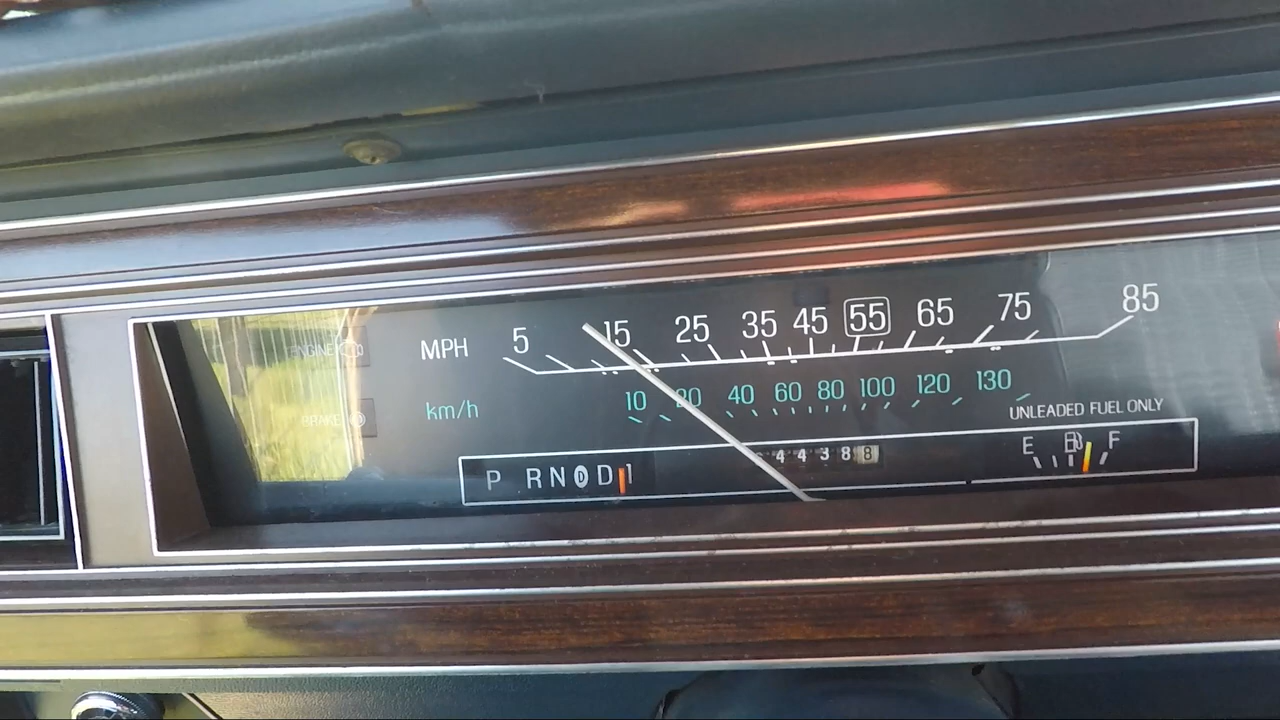 MPH 5 15 25 35 45 55 65 75 85
ENGINE
km/h 10 20 40 60 80 100 120 130
BRAKE
UNLEADED FUEL ONLY
P R N D D 1
4 4 3 8 8
E F